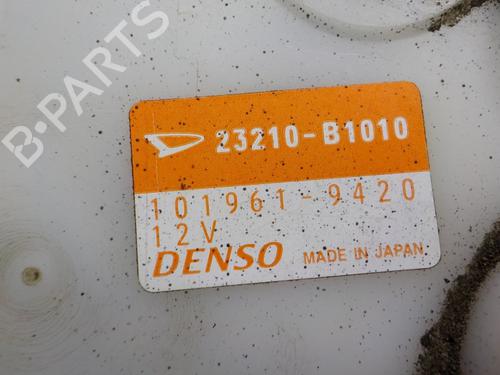 B-PARTS
23210-B1010
101961-9420
12V
DENSO MADE IN JAPAN